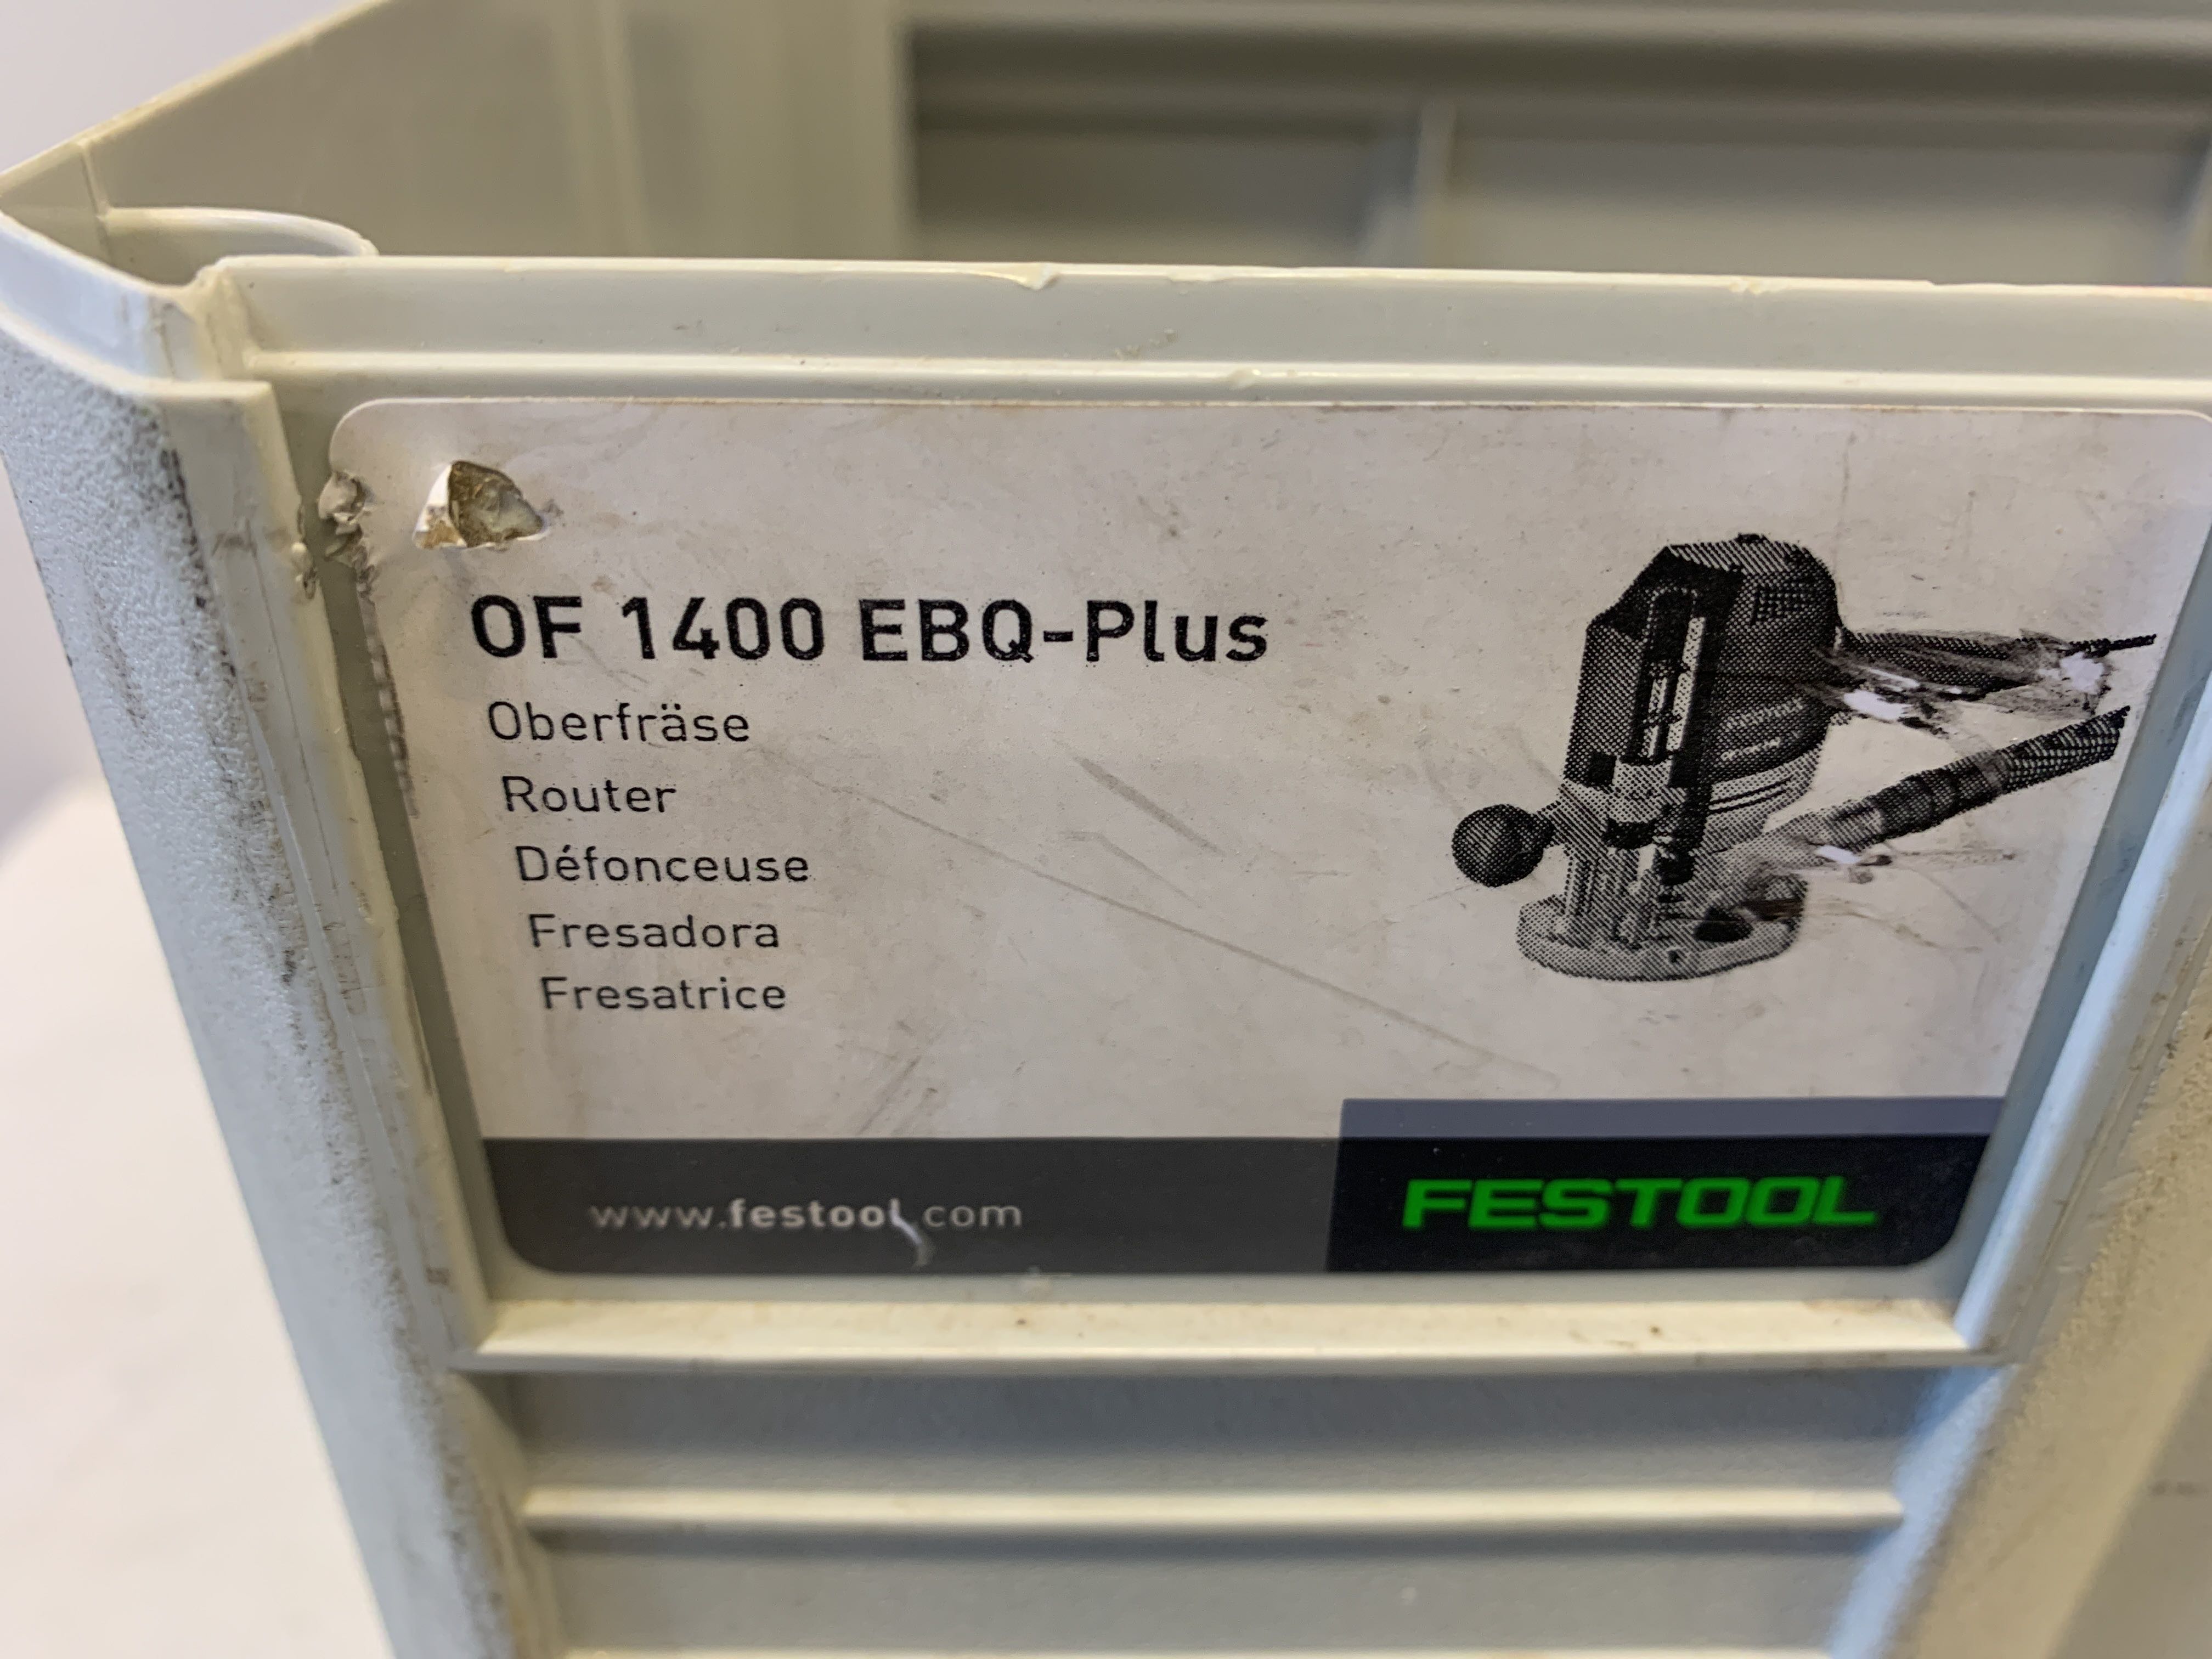 OF 1400 EBQ-Plus
Oberfräse
Router
Défonceuse
Fresadora
Fresatrice
www.festool.com
FESTOOL